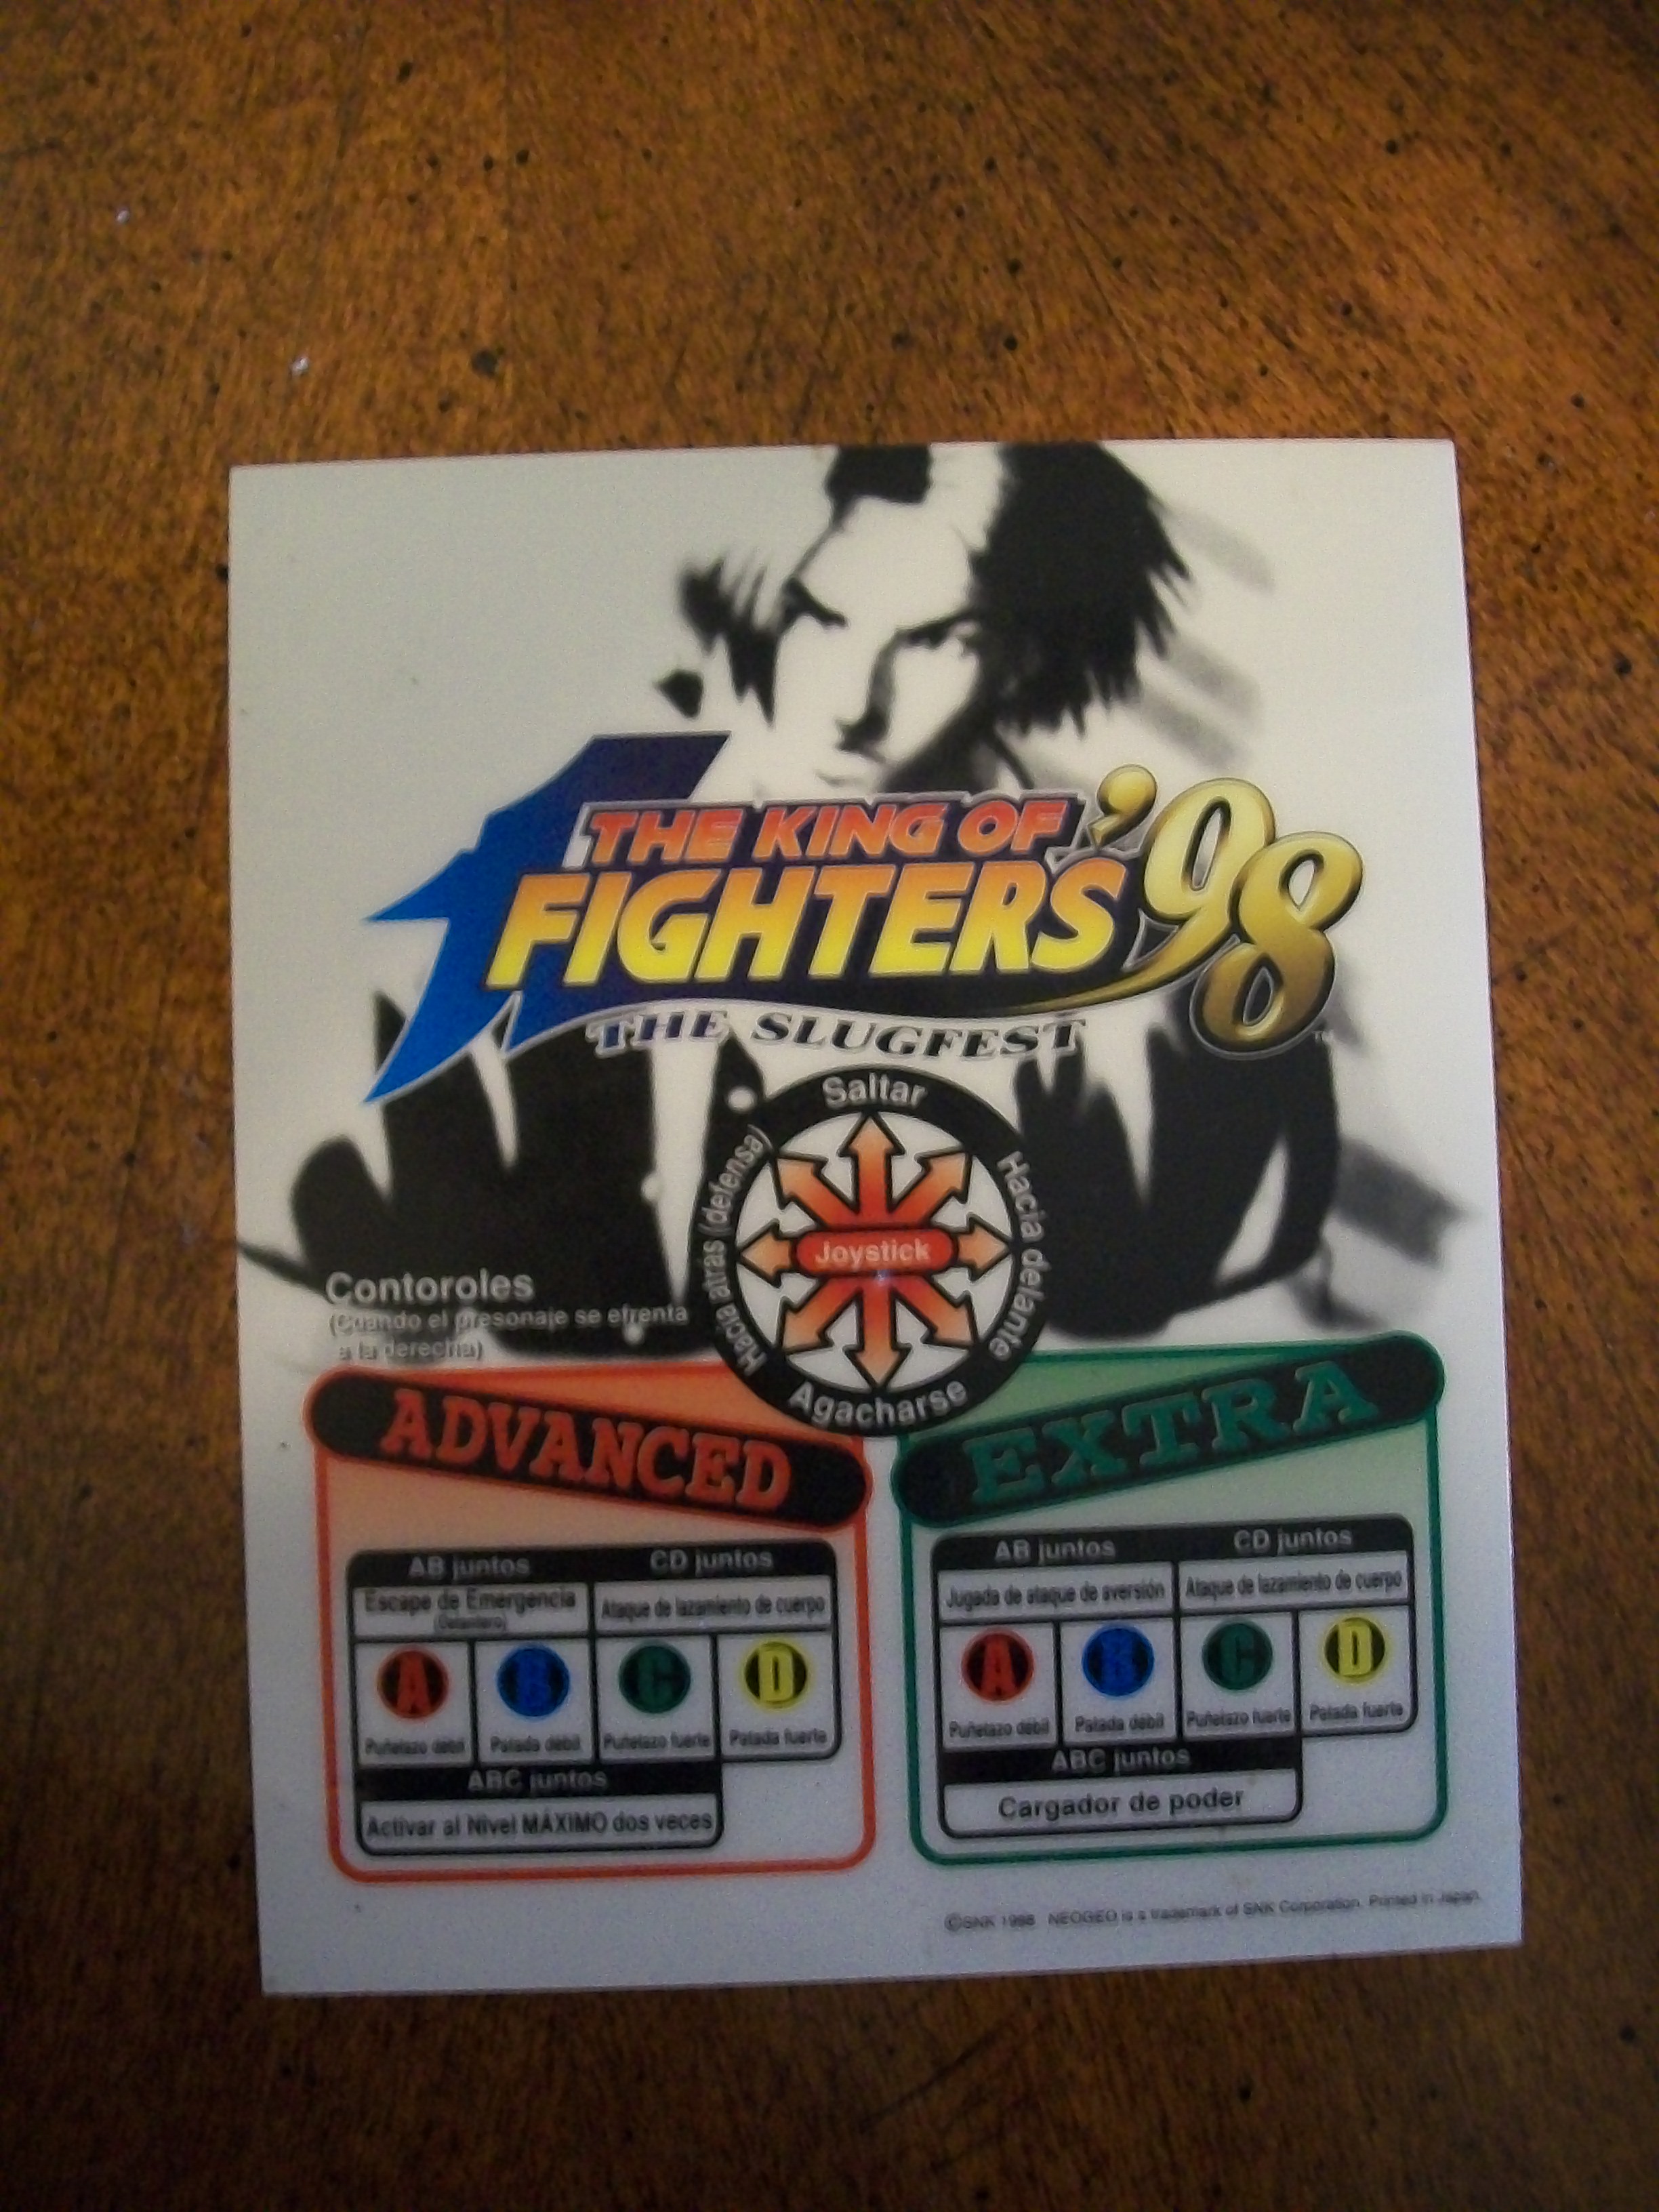 THE KING OF
FIGHTERS '98
THE SLUGFEST
TM
Saltar
Hacia atrás (defensa)
Joystick
Hacia delante
Agacharse
Contoroles
(Cuando el presonaje se efrenta
a la derecha)
ADVANCED
AB juntos
CD juntos
Escape de Emergencia
(Delantero)
Ataque de lazamiento de cuerpo
A
B
C
D
Puñetazo débil
Patada débil
Puñetazo fuerte
Patada fuerte
ABC juntos
Activar al Nivel MÁXIMO dos veces
EXTRA
AB juntos
CD juntos
Jugada de ataque de aversión
Ataque de lazamiento de cuerpo
A
B
C
D
Puñetazo débil
Patada débil
Puñetazo fuerte
Patada fuerte
ABC juntos
Cargador de poder
©SNK 1998 NEOGEO is a trademark of SNK Corporation. Printed in Japan.